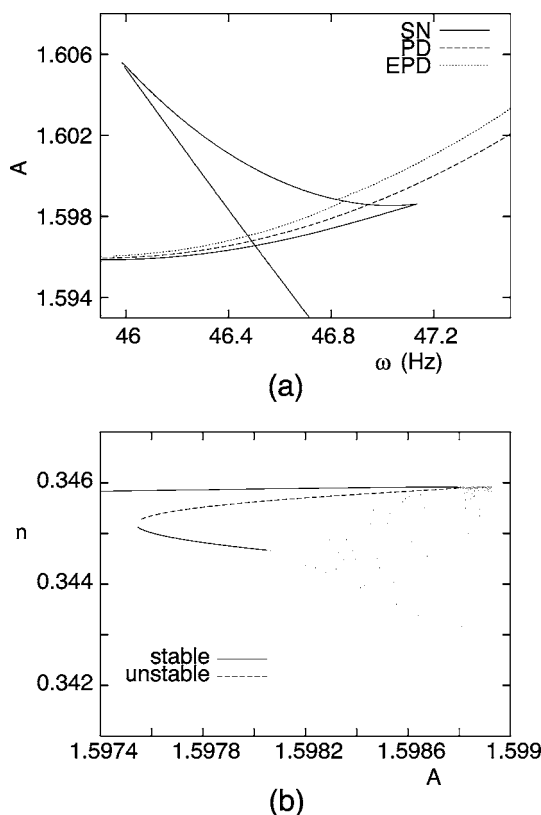 1.606
1.602
1.598
1.594
A
SN
PD
EPD
46
46.4
46.8
47.2
ω (Hz)
(a)
0.346
0.344
0.342
n
stable
unstable
1.5974
1.5978
1.5982
1.5986
1.599
A
(b)